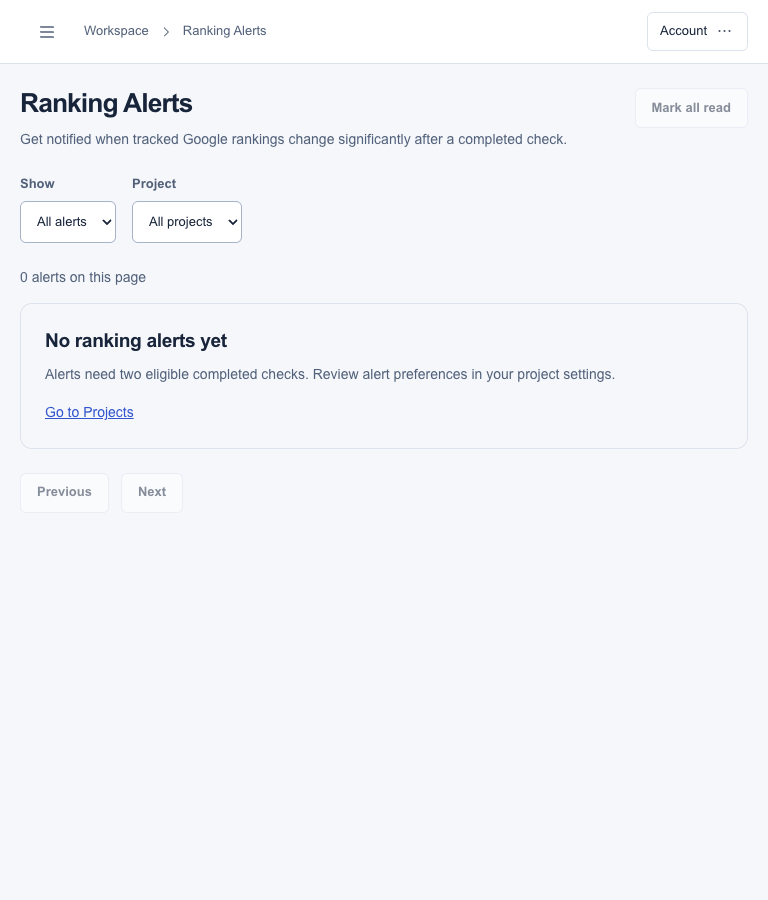 Workspace
Ranking Alerts
Account
Ranking Alerts
Mark all read
Get notified when tracked Google rankings change significantly after a completed check.
Show
Project
All alerts
All projects
0 alerts on this page
No ranking alerts yet
Alerts need two eligible completed checks. Review alert preferences in your project settings.
Go to Projects
Previous
Next